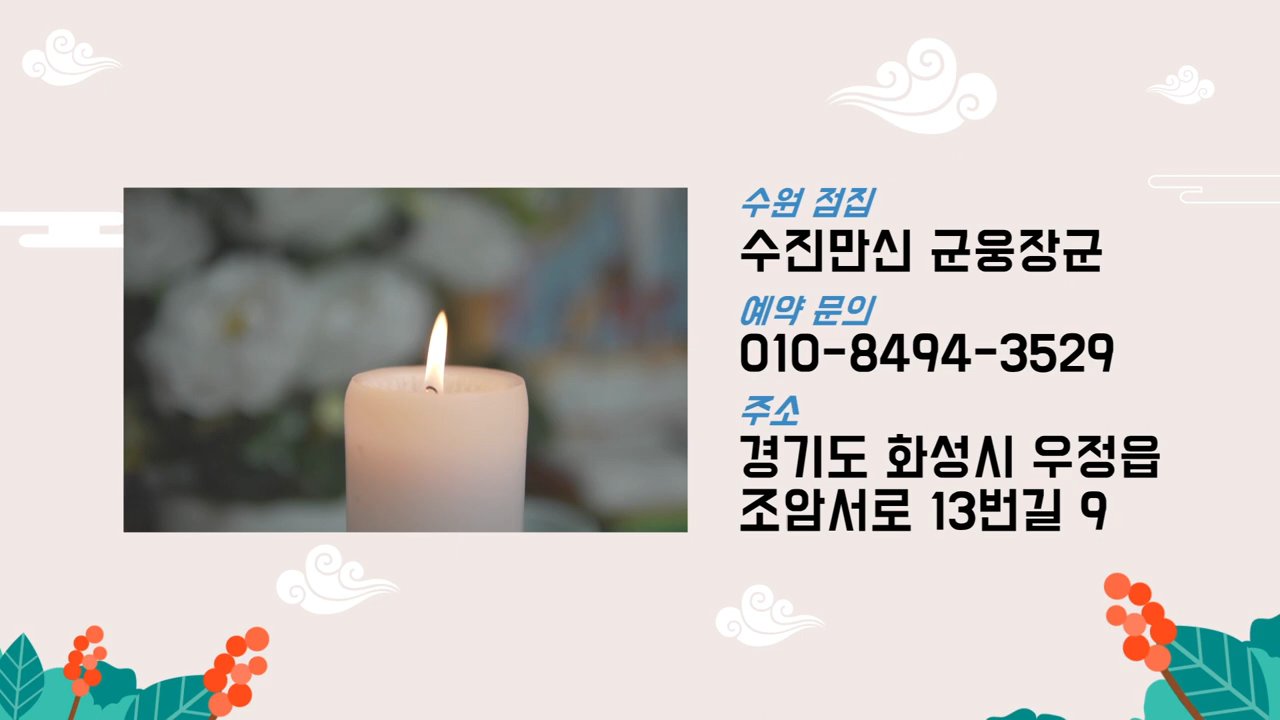 수원 점집
수진만신 군웅장군
예약 문의
010-8494-3529
주소
경기도 화성시 우정읍
조암서로 13번길 9